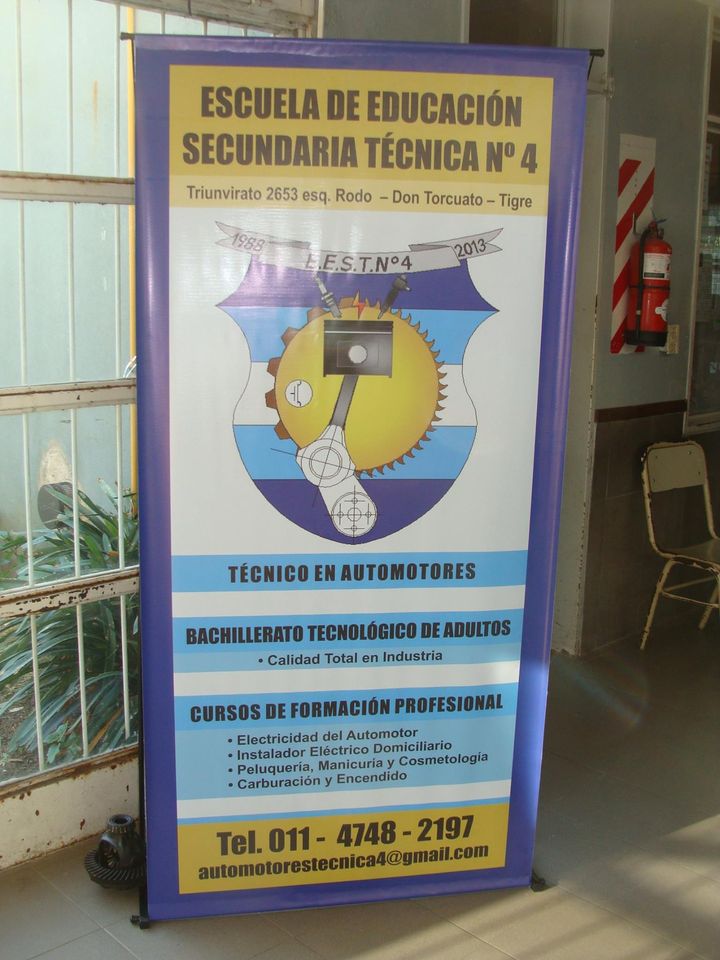 ESCUELA DE EDUCACIÓN
SECUNDARIA TÉCNICA Nº 4
Triunvirato 2653 esq. Rodo – Don Torcuato – Tigre
1988
E.E.S.T.Nº4
2013
TÉCNICO EN AUTOMOTORES
BACHILLERATO TECNOLÓGICO DE ADULTOS
• Calidad Total en Industria
CURSOS DE FORMACIÓN PROFESIONAL
• Electricidad del Automotor
• Instalador Eléctrico Domiciliario
• Peluquería, Manicuría y Cosmetología
• Carburación y Encendido
Tel. 011 - 4748 - 2197
automotorestecnica4@gmail.com